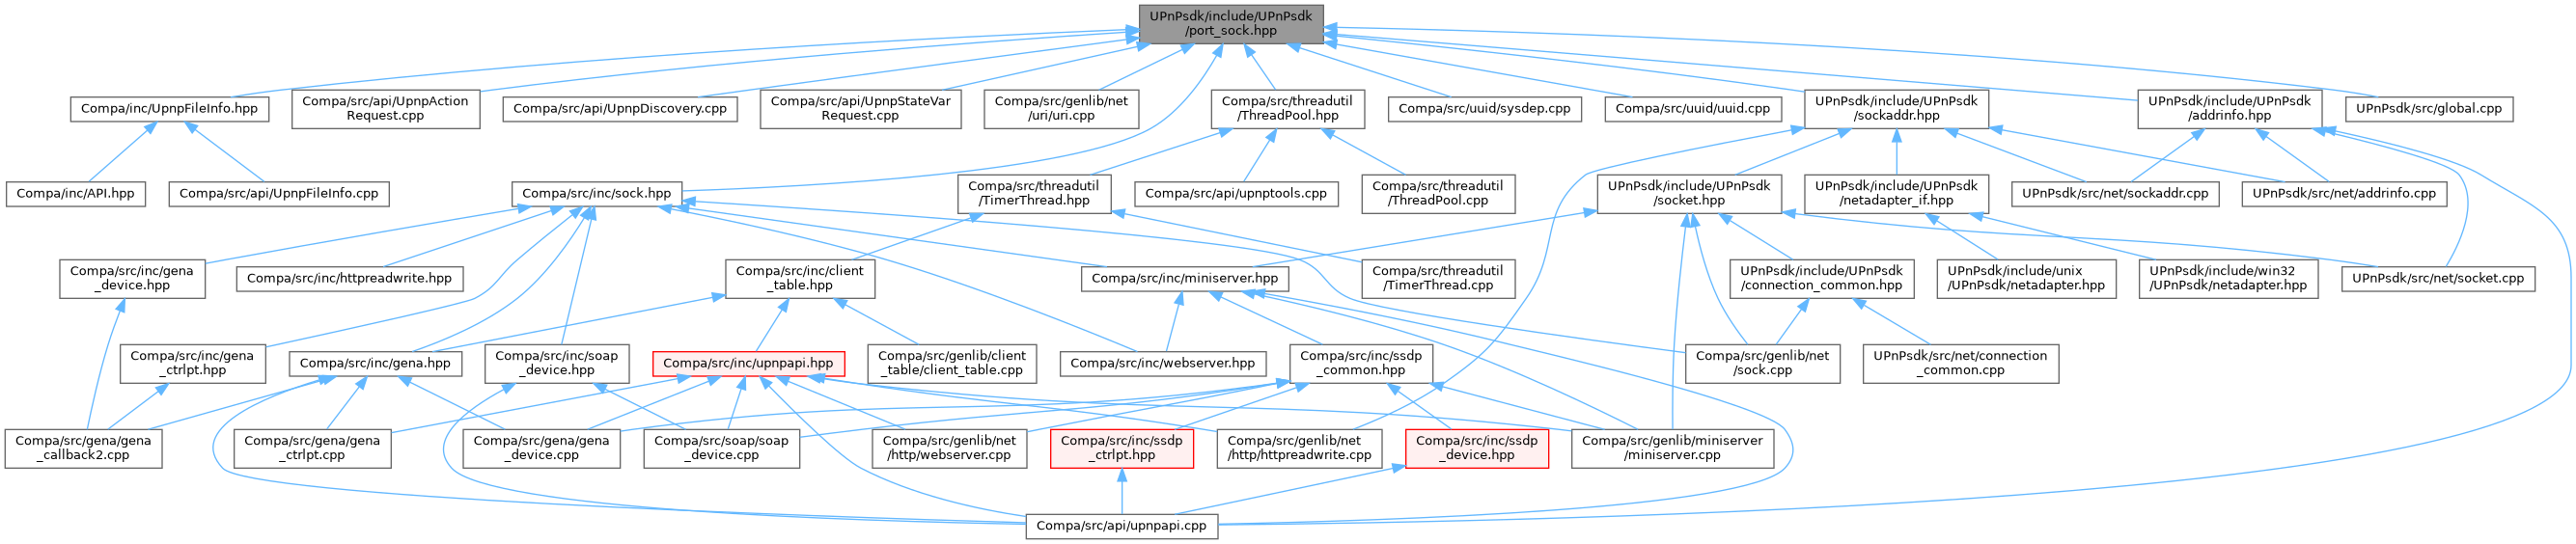 UPnPsdk/include/UPnPsdk
/port_sock.hpp
Compa/inc/UpnpFileInfo.hpp
Compa/src/api/UpnpAction
Request.cpp
Compa/src/api/UpnpDiscovery.cpp
Compa/src/api/UpnpStateVar
Request.cpp
Compa/src/genlib/net
/uri/uri.cpp
Compa/src/threadutil
/ThreadPool.hpp
Compa/src/uuid/sysdep.cpp
Compa/src/uuid/uuid.cpp
UPnPsdk/include/UPnPsdk
/sockaddr.hpp
UPnPsdk/include/UPnPsdk
/addrinfo.hpp
UPnPsdk/src/global.cpp
Compa/inc/API.hpp
Compa/src/api/UpnpFileInfo.cpp
Compa/src/inc/sock.hpp
Compa/src/threadutil
/TimerThread.hpp
Compa/src/api/upnptools.cpp
Compa/src/threadutil
/ThreadPool.cpp
UPnPsdk/include/UPnPsdk
/socket.hpp
UPnPsdk/include/UPnPsdk
/netadapter_if.hpp
UPnPsdk/src/net/sockaddr.cpp
UPnPsdk/src/net/addrinfo.cpp
Compa/src/inc/gena
_device.hpp
Compa/src/inc/httpreadwrite.hpp
Compa/src/inc/client
_table.hpp
Compa/src/inc/miniserver.hpp
Compa/src/threadutil
/TimerThread.cpp
UPnPsdk/include/UPnPsdk
/connection_common.hpp
UPnPsdk/include/unix
/UPnPsdk/netadapter.hpp
UPnPsdk/include/win32
/UPnPsdk/netadapter.hpp
UPnPsdk/src/net/socket.cpp
Compa/src/inc/gena
_ctrlpt.hpp
Compa/src/inc/gena.hpp
Compa/src/inc/soap
_device.hpp
Compa/src/inc/upnpapi.hpp
Compa/src/genlib/client
_table/client_table.cpp
Compa/src/inc/webserver.hpp
Compa/src/inc/ssdp
_common.hpp
Compa/src/genlib/net
/sock.cpp
UPnPsdk/src/net/connection
_common.cpp
Compa/src/gena/gena
_callback2.cpp
Compa/src/gena/gena
_ctrlpt.cpp
Compa/src/gena/gena
_device.cpp
Compa/src/soap/soap
_device.cpp
Compa/src/genlib/net
/http/webserver.cpp
Compa/src/inc/ssdp
_ctrlpt.hpp
Compa/src/genlib/net
/http/httpreadwrite.cpp
Compa/src/inc/ssdp
_device.hpp
Compa/src/genlib/miniserver
/miniserver.cpp
Compa/src/api/upnpapi.cpp